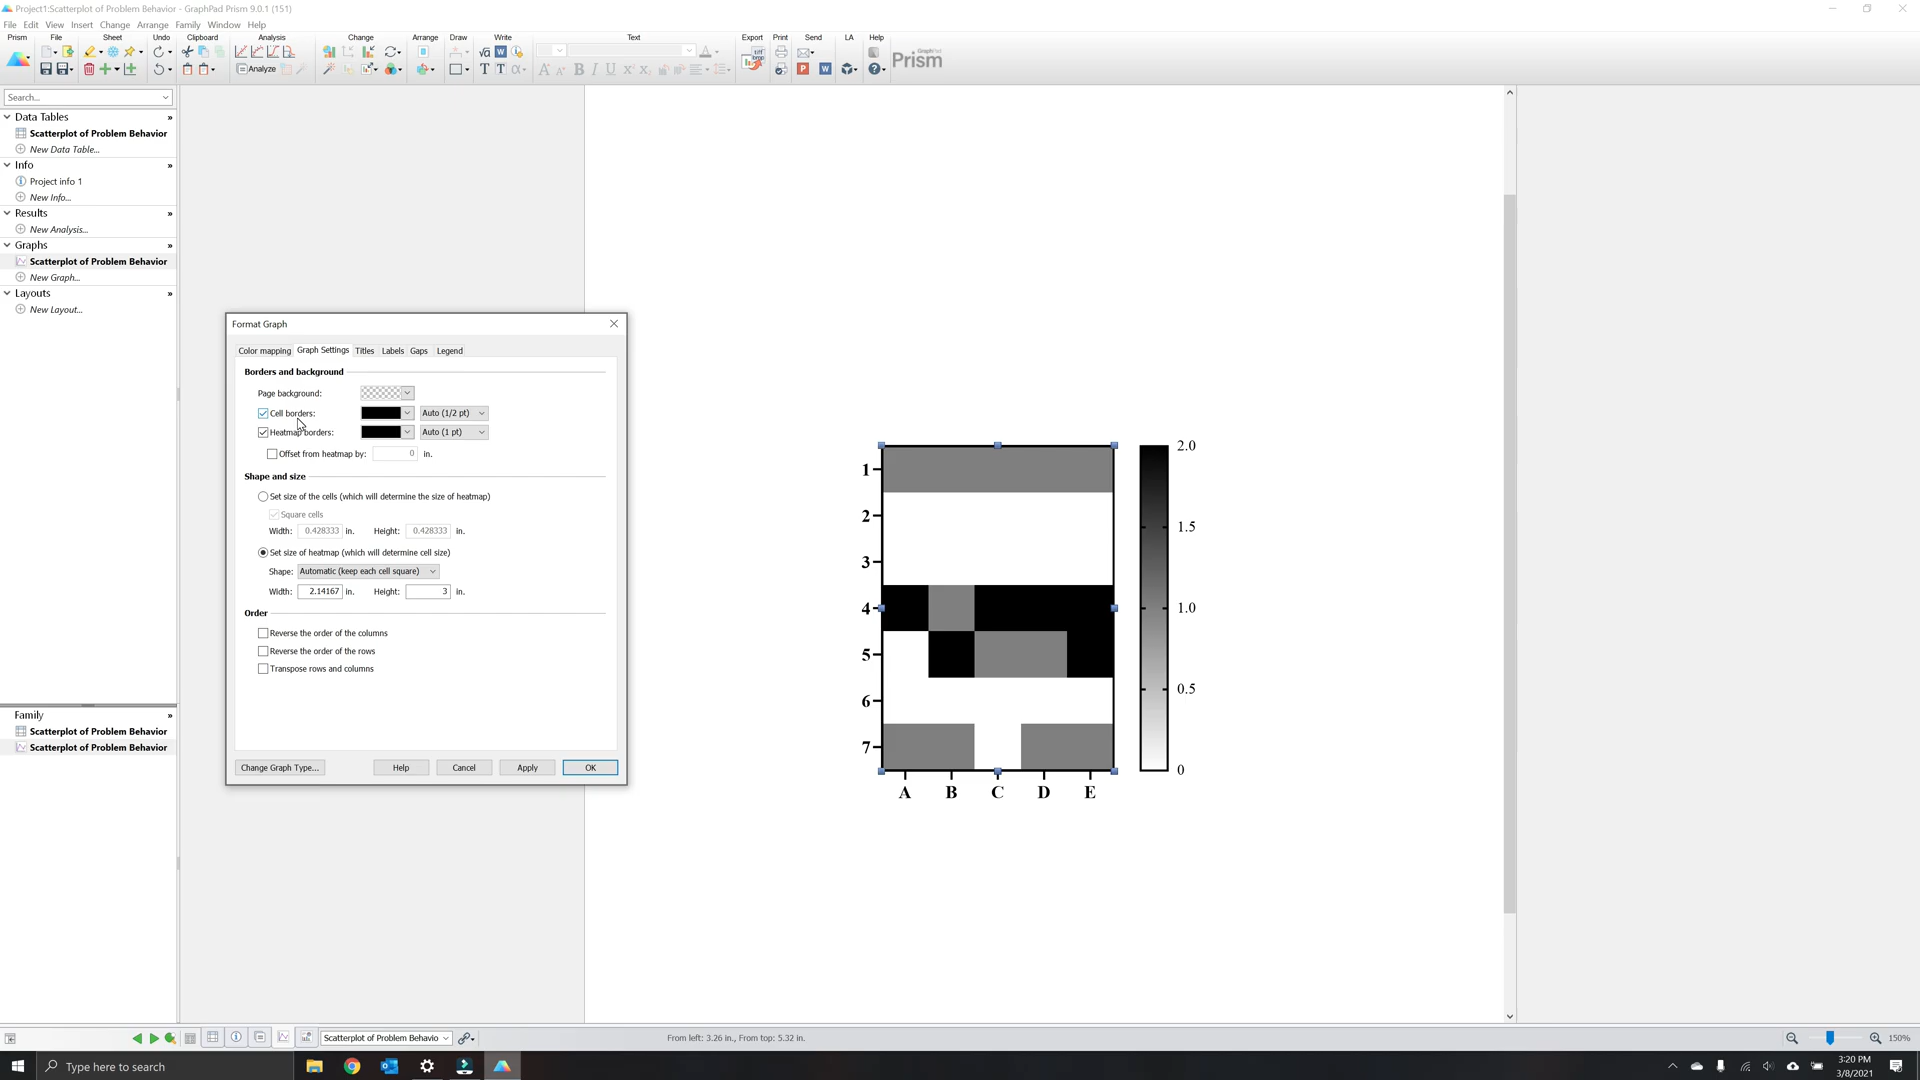 Project1:Scatterplot of Problem Behavior - GraphPad Prism 9.0.1 (151)
File Edit View Insert Change Arrange Family Window Help
Prism File Sheet Undo Clipboard Analysis Change Arrange Draw Write Text Export Print Send LA Help
Analyze
GraphPad
Prism
Search...
Data Tables
Scatterplot of Problem Behavior
New Data Table...
Info
Project info 1
New Info...
Results
New Analysis...
Graphs
Scatterplot of Problem Behavior
New Graph...
Layouts
New Layout...
Family
Scatterplot of Problem Behavior
Scatterplot of Problem Behavior
Format Graph
Color mapping Graph Settings Titles Labels Gaps Legend
Borders and background
Page background:
Cell borders: Auto (1/2 pt)
Heatmap borders: Auto (1 pt)
Offset from heatmap by: 0 in.
Shape and size
Set size of the cells (which will determine the size of heatmap)
Square cells
Width: 0.428333 in. Height: 0.428333 in.
Set size of heatmap (which will determine cell size)
Shape: Automatic (keep each cell square)
Width: 2.14167 in. Height: 3 in.
Order
Reverse the order of the columns
Reverse the order of the rows
Transpose rows and columns
Change Graph Type... Help Cancel Apply OK
1
2
3
4
5
6
7
A B C D E
2.0
1.5
1.0
0.5
0
Scatterplot of Problem Behavio
From left: 3.26 in., From top: 5.32 in.
150%
Type here to search
3:20 PM
3/8/2021